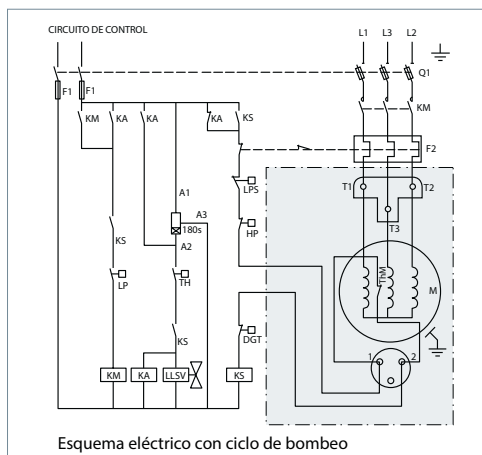 CIRCUITO DE CONTROL
L1 L3 L2
Q1
F1 F1
KM KA KA KA KS
KM
F2
A1
LPS
T1 T2
A3
180s
T3
KS
A2
HP
LP
TH
ThM
M
KS
DGT
1 2
KM KA LLSV KS
Esquema eléctrico con ciclo de bombeo